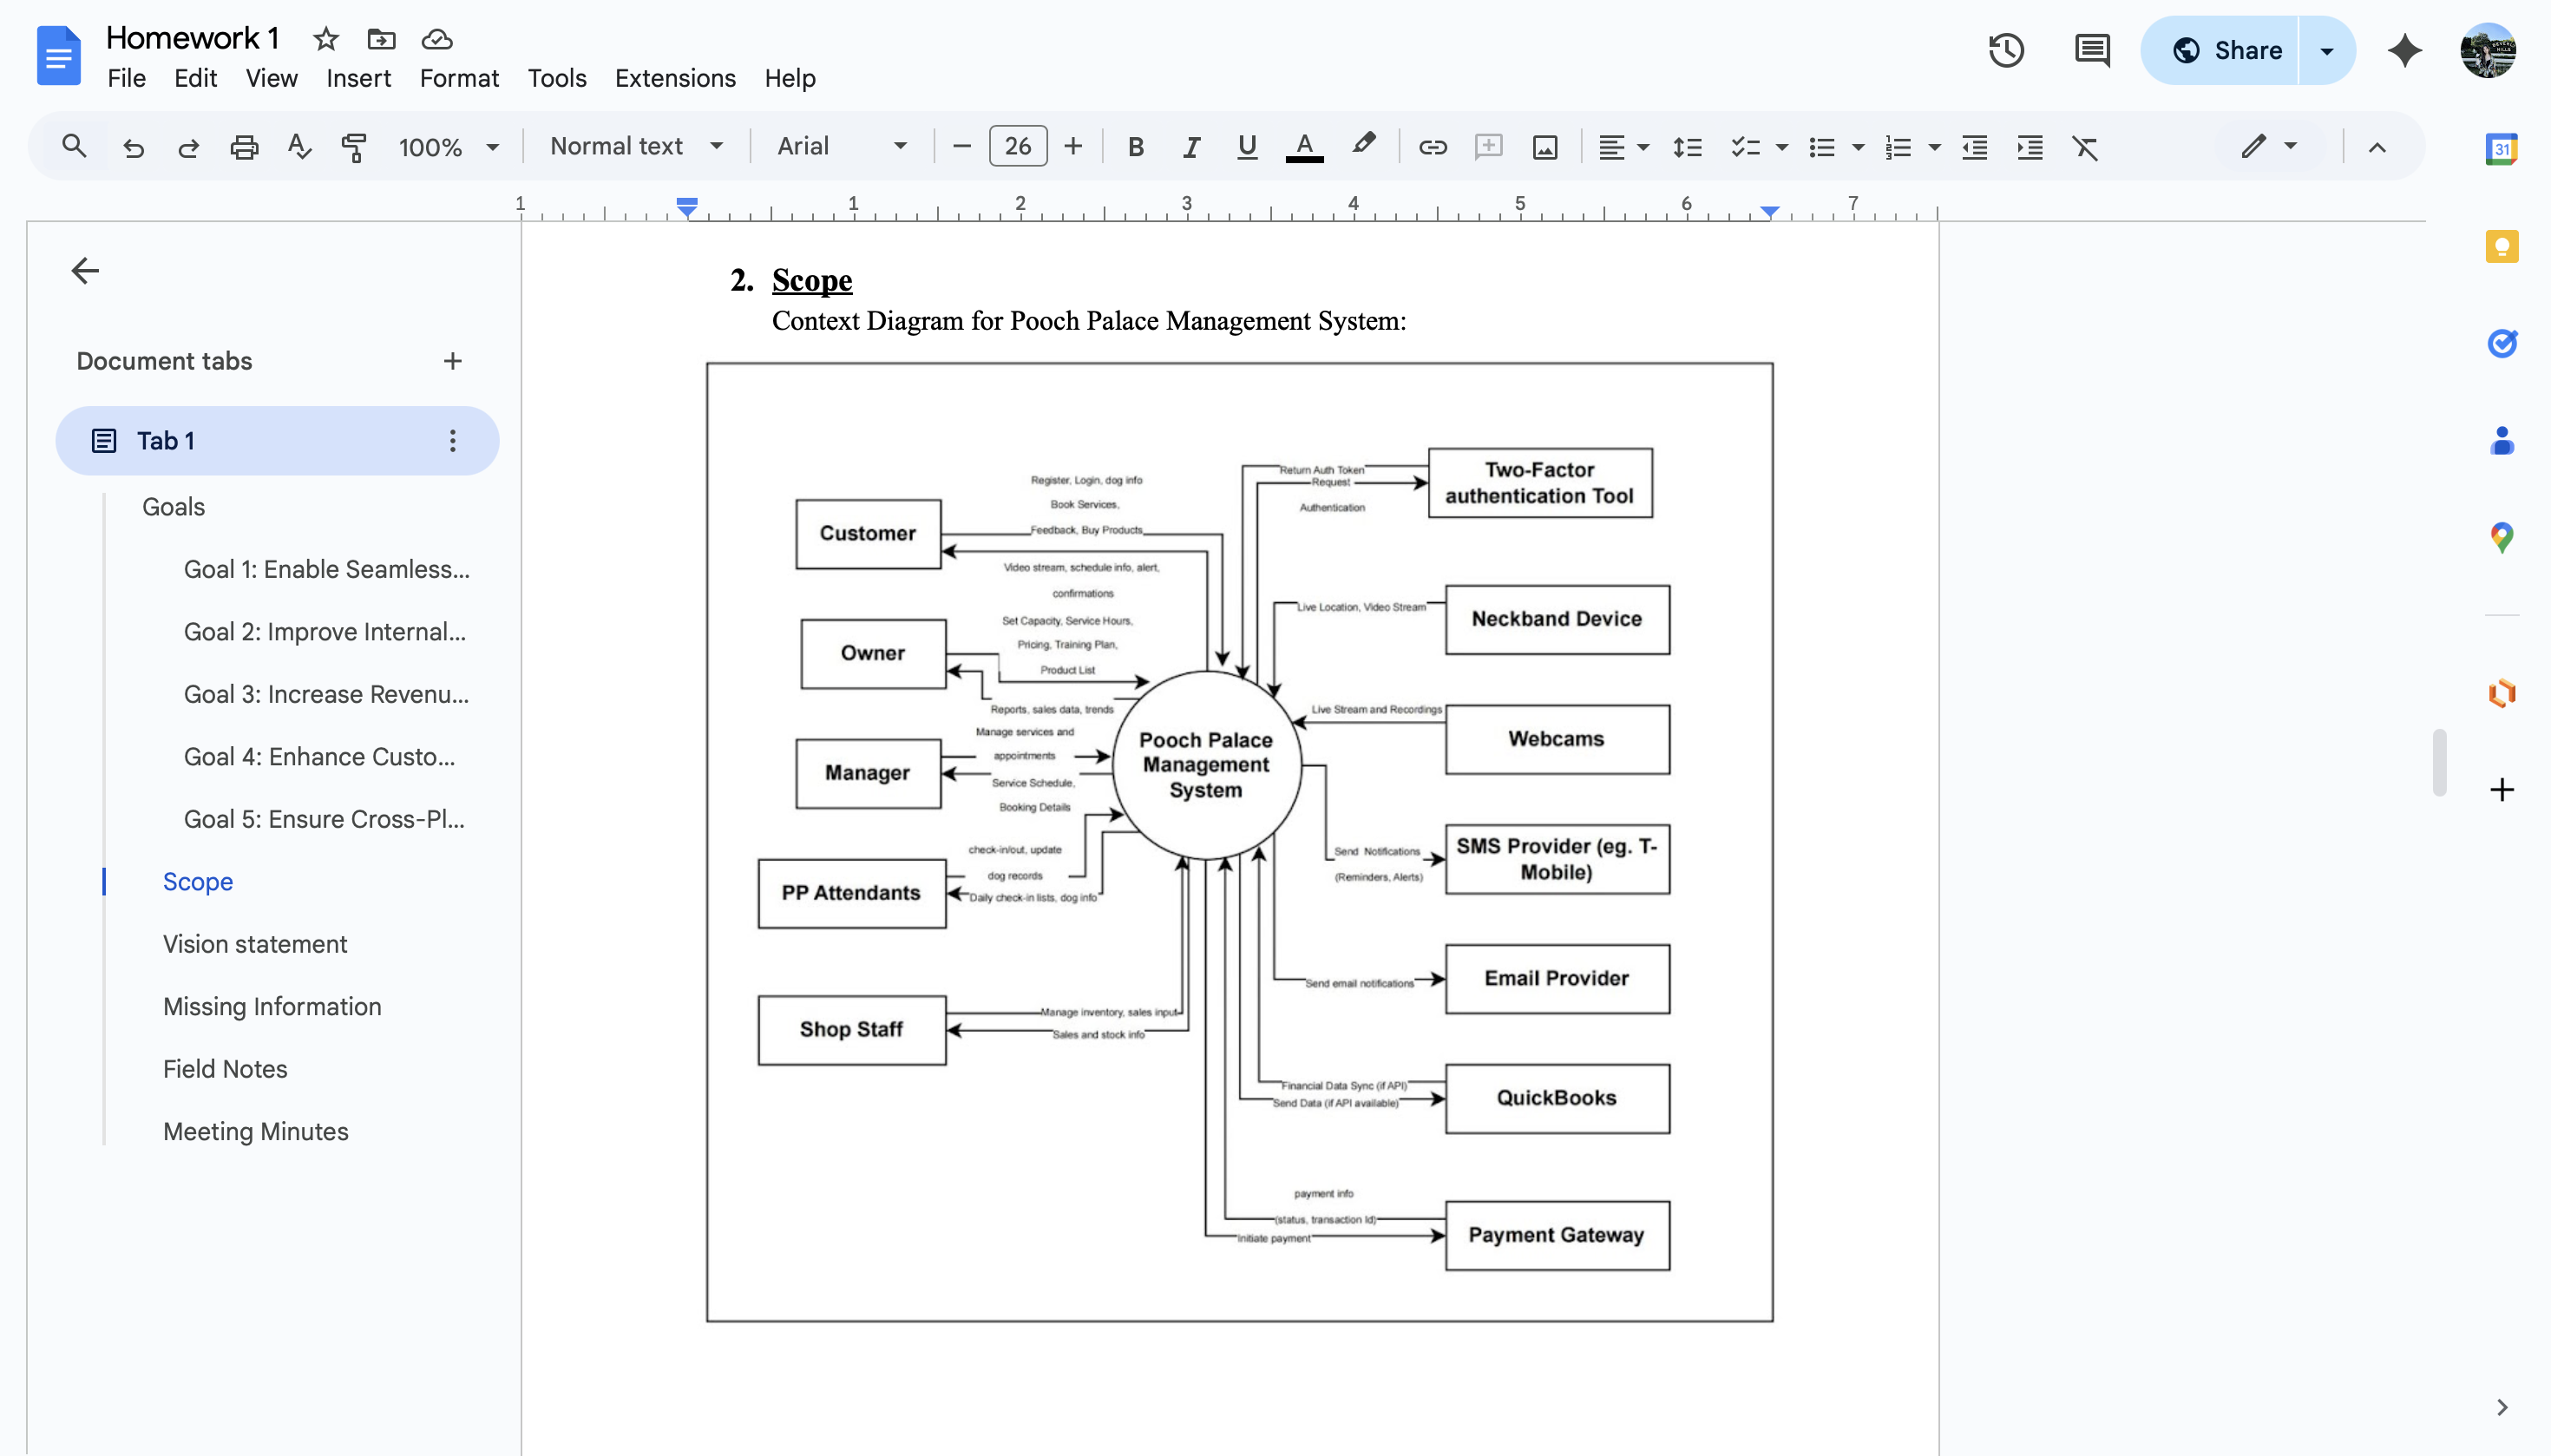 Homework 1
File Edit View Insert Format Tools Extensions Help
Share
100% Normal text Arial 26
31
1 1 2 3 4 5 6 7
Document tabs
Tab 1
Goals
Goal 1: Enable Seamless...
Goal 2: Improve Internal...
Goal 3: Increase Revenu...
Goal 4: Enhance Custo...
Goal 5: Ensure Cross-Pl...
Scope
Vision statement
Missing Information
Field Notes
Meeting Minutes
2. Scope
Context Diagram for Pooch Palace Management System:
Customer
Register, Login, dog info
Book Services,
Feedback, Buy Products
Video stream, schedule info, alert,
confirmations
Owner
Set Capacity, Service Hours,
Pricing, Training Plan,
Product List
Reports, sales data, trends
Manager
Manage services and
appointments
Service Schedule,
Booking Details
PP Attendants
check-in/out, update
dog records
Daily check-in lists, dog info
Shop Staff
Manage inventory, sales input
Sales and stock info
Pooch Palace
Management
System
Return Auth Token
Request
Authentication
Two-Factor
authentication Tool
Live Location, Video Stream
Neckband Device
Live Stream and Recordings
Webcams
Send Notifications
(Reminders, Alerts)
SMS Provider (eg. T-
Mobile)
Send email notifications
Email Provider
Financial Data Sync (if API)
Send Data (if API available)
QuickBooks
payment info
(status, transaction Id)
Initiate payment
Payment Gateway